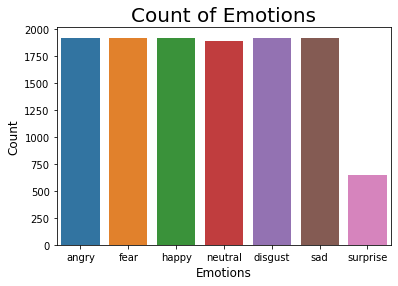 Count of Emotions
Count
2000
1750
1500
1250
1000
750
500
250
0
angry fear happy neutral disgust sad surprise
Emotions